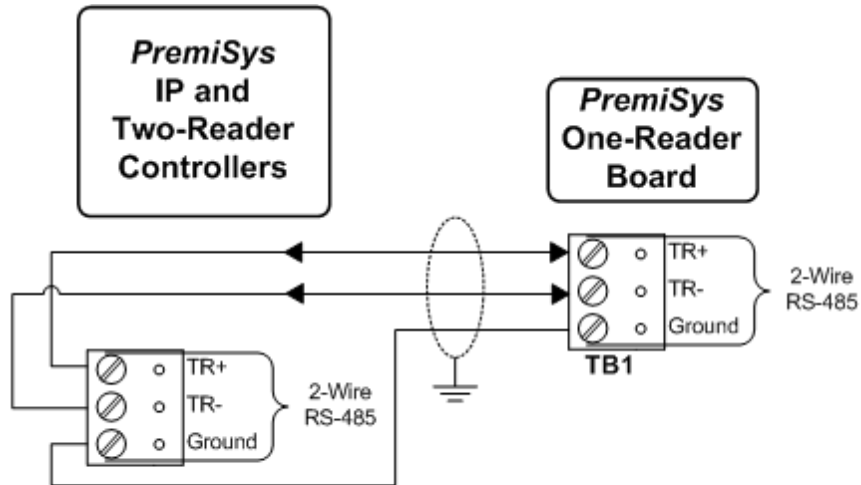 PremiSys
IP and
Two-Reader
Controllers
PremiSys
One-Reader
Board
TR+
TR-
Ground
2-Wire
RS-485
TB1
TR+
TR-
Ground
2-Wire
RS-485